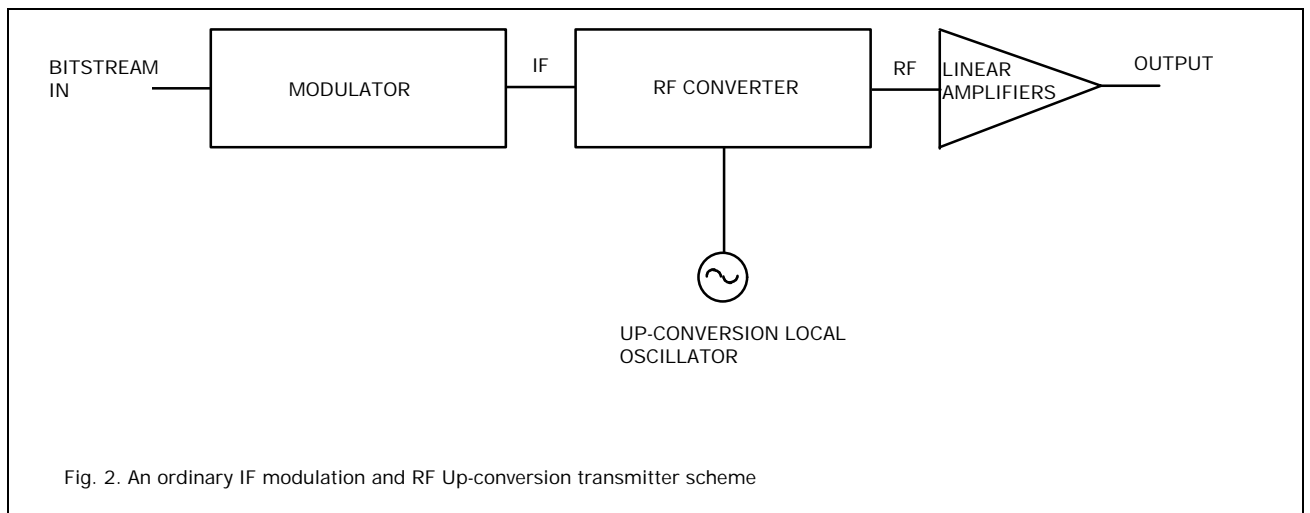 BITSTREAM
IN
MODULATOR
IF
RF CONVERTER
RF
LINEAR
AMPLIFIERS
OUTPUT
UP-CONVERSION LOCAL
OSCILLATOR
Fig. 2. An ordinary IF modulation and RF Up-conversion transmitter scheme